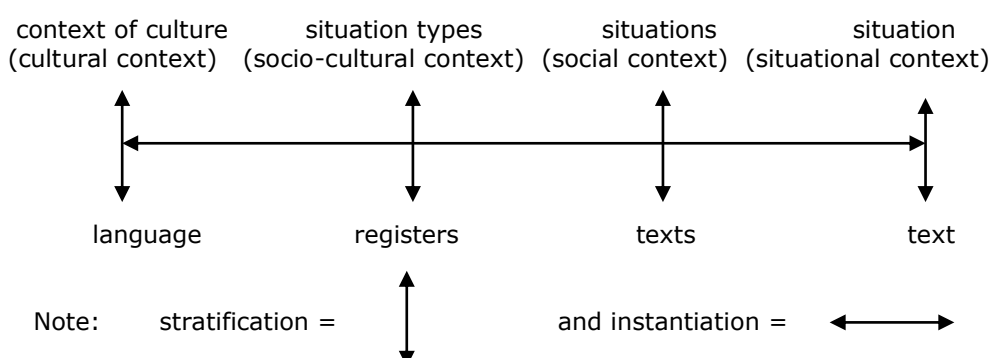 context of culture situation types situations situation
(cultural context) (socio-cultural context) (social context) (situational context)
language registers texts text
Note: stratification = and instantiation =